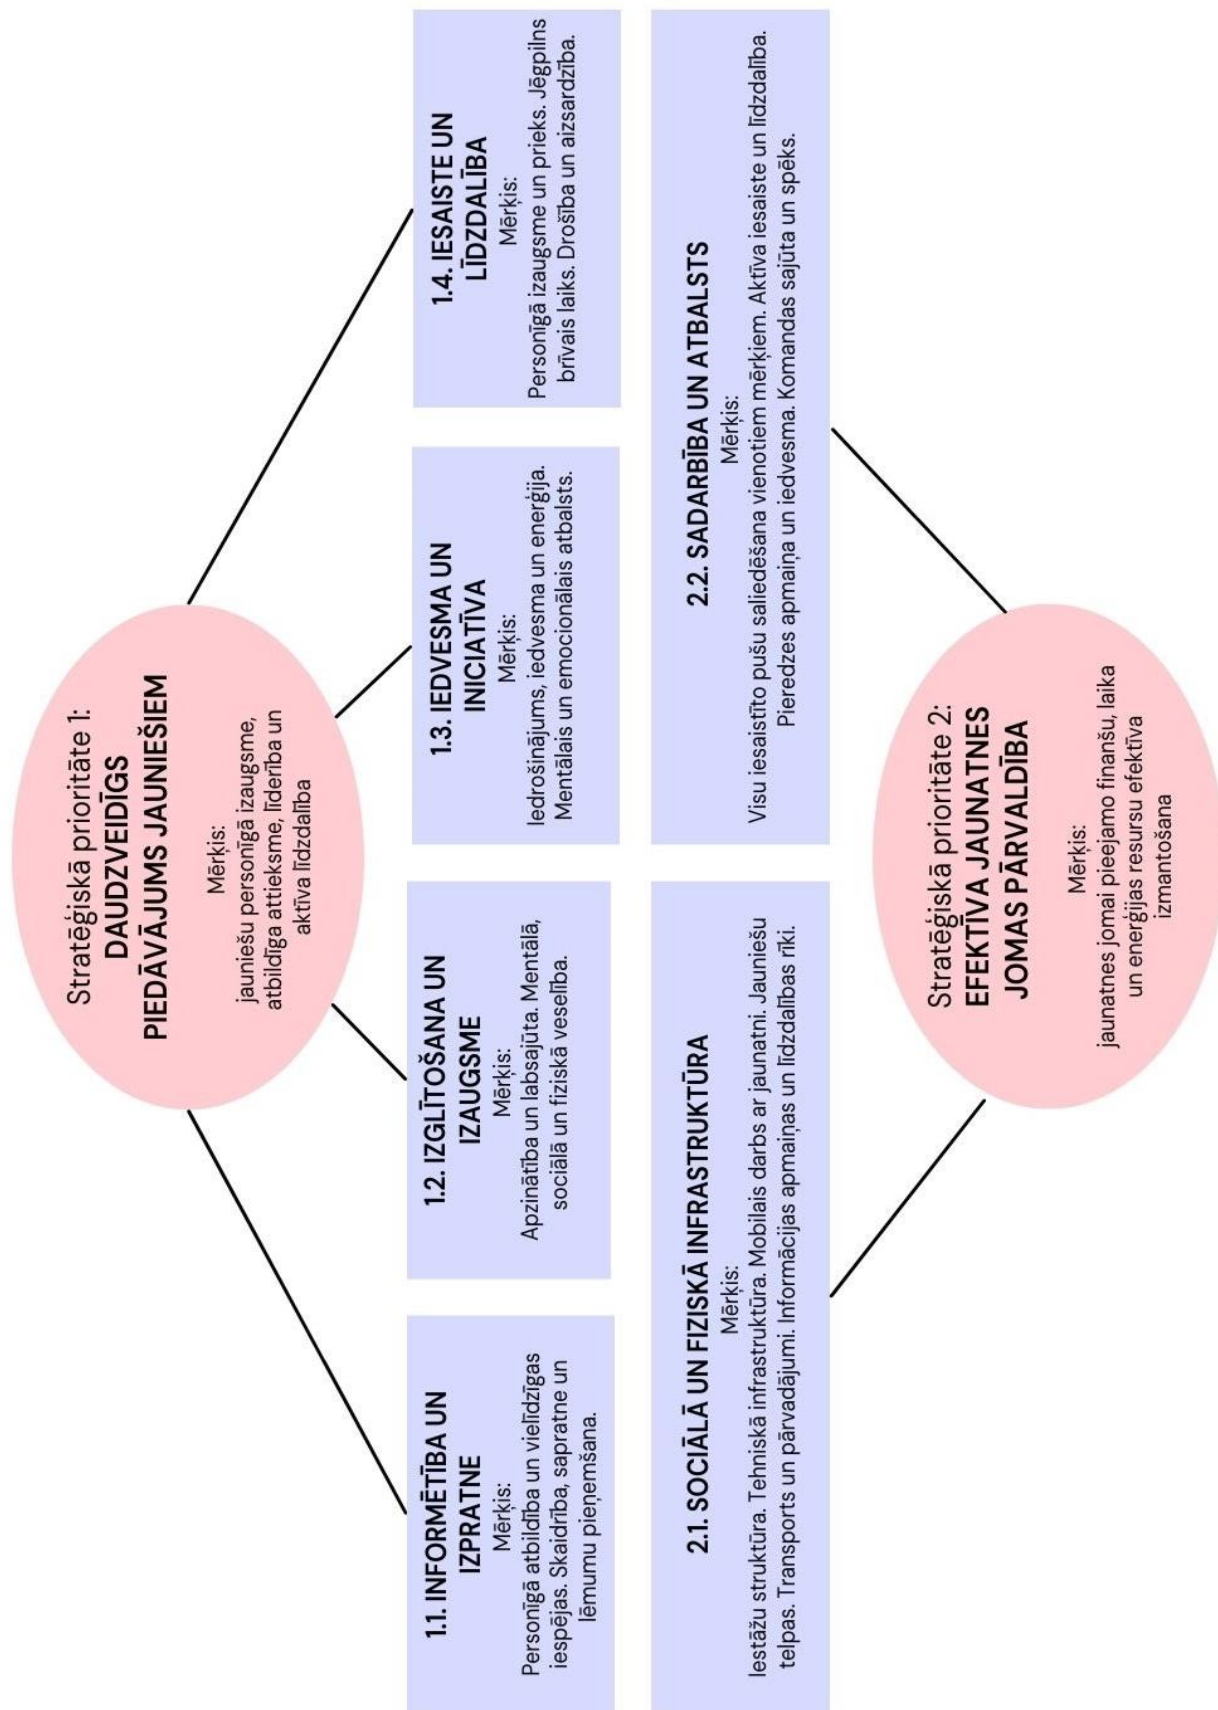 Stratēģiskā prioritāte 1:
DAUDZVEIDĪGS
PIEDĀVĀJUMS JAUNIEŠIEM
Mērķis:
jauniešu personīgā izaugsme,
atbildīga attieksme, līderība un
aktīva līdzdalība
1.1. INFORMĒTĪBA UN
IZPRATNE
Mērķis:
Personīgā atbildība un vielīdzīgas
iespējas. Skaidrība, sapratne un
lēmumu pieņemšana.
1.2. IZGLĪTOŠANA UN
IZAUGSME
Mērķis:
Apzinātība un labsajūta. Mentālā,
sociālā un fiziskā veselība.
1.3. IEDVESMA UN
INICIATĪVA
Mērķis:
Iedrošinājums, iedvesma un enerģija.
Mentālais un emocionālais atbalsts.
1.4. IESAISTE UN
LĪDZDALĪBA
Mērķis:
Personīgā izaugsme un prieks. Jēgpilns
brīvais laiks. Drošība un aizsardzība.
2.1. SOCIĀLĀ UN FIZISKĀ INFRASTRUKTŪRA
Mērķis:
Iestāžu struktūra. Tehniskā infrastruktūra. Mobilais darbs ar jaunatni. Jauniešu
telpas. Transports un pārvadājumi. Informācijas apmaiņas un līdzdalības rīki.
2.2. SADARBĪBA UN ATBALSTS
Mērķis:
Visu iesaistīto pušu saliedēšana vienotiem mērķiem. Aktīva iesaiste un līdzdalība.
Pieredzes apmaiņa un iedvesma. Komandas sajūta un spēks.
Stratēģiskā prioritāte 2:
EFEKTĪVA JAUNATNES
JOMAS PĀRVALDĪBA
Mērķis:
jaunatnes jomai pieejamo finanšu, laika
un enerģijas resursu efektīva
izmantošana